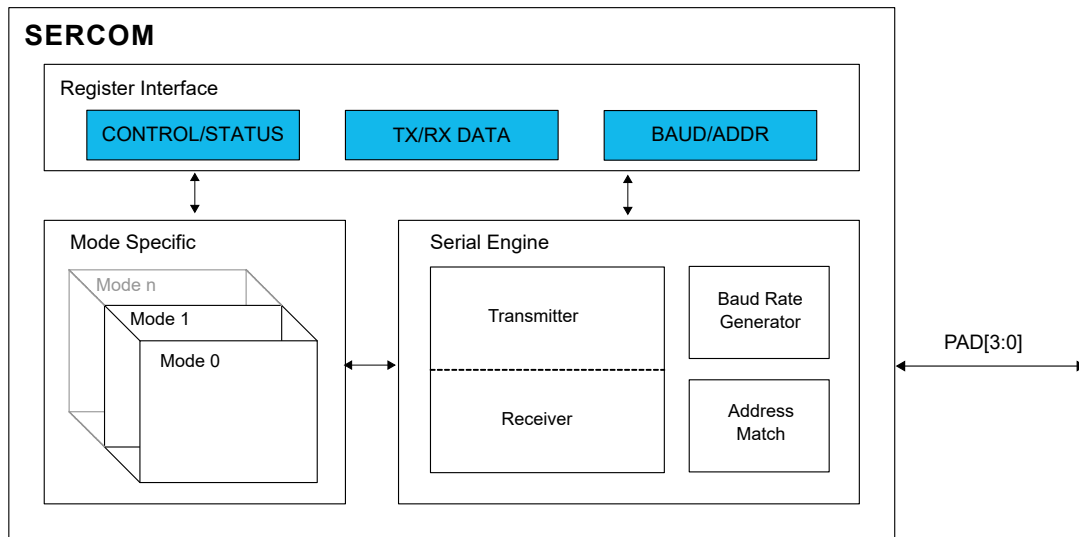 SERCOM
Register Interface
CONTROL/STATUS
TX/RX DATA
BAUD/ADDR
Mode Specific
Mode n
Mode 1
Mode 0
Serial Engine
Transmitter
Receiver
Baud Rate
Generator
Address
Match
PAD[3:0]